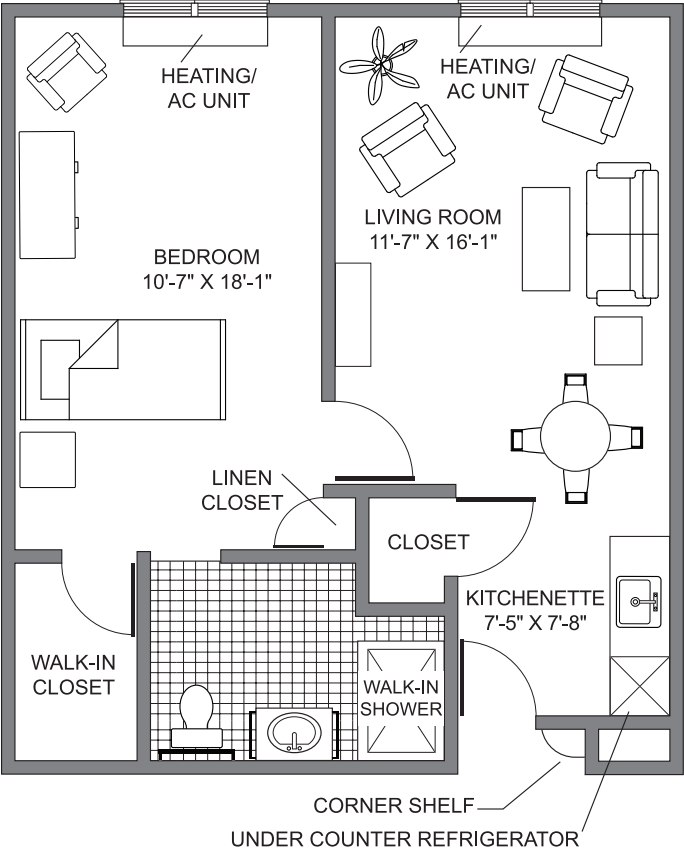 HEATING/
AC UNIT
HEATING/
AC UNIT
LIVING ROOM
11'-7" X 16'-1"
BEDROOM
10'-7" X 18'-1"
LINEN
CLOSET
CLOSET
KITCHENETTE
7'-5" X 7'-8"
WALK-IN
CLOSET
WALK-IN
SHOWER
CORNER SHELF
UNDER COUNTER REFRIGERATOR